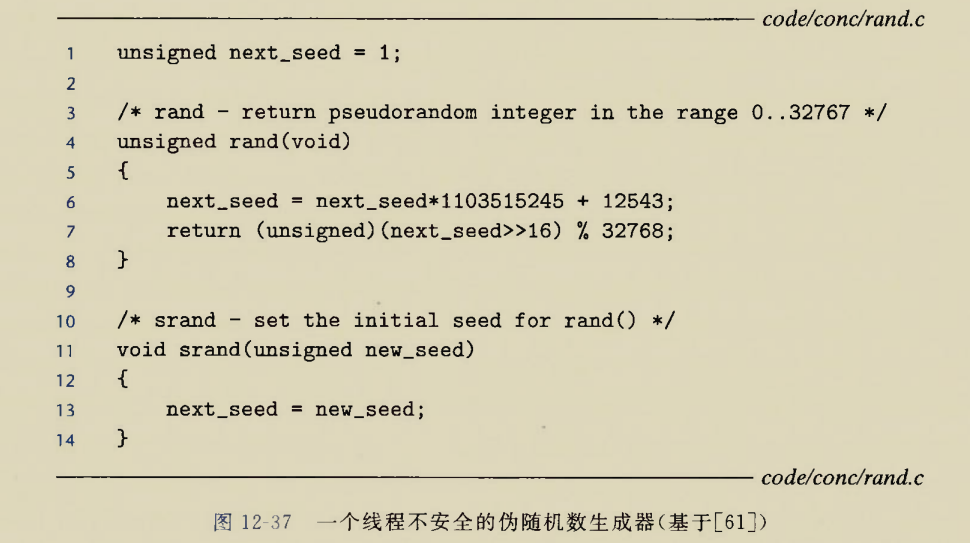 code/conc/rand.c
1 unsigned next_seed = 1;
2
3 /* rand - return pseudorandom integer in the range 0..32767 */
4 unsigned rand(void)
5 {
6 next_seed = next_seed*1103515245 + 12543;
7 return (unsigned)(next_seed>>16) % 32768;
8 }
9
10 /* srand - set the initial seed for rand() */
11 void srand(unsigned new_seed)
12 {
13 next_seed = new_seed;
14 }
code/conc/rand.c
图 12-37 一个线程不安全的伪随机数生成器(基于[61])